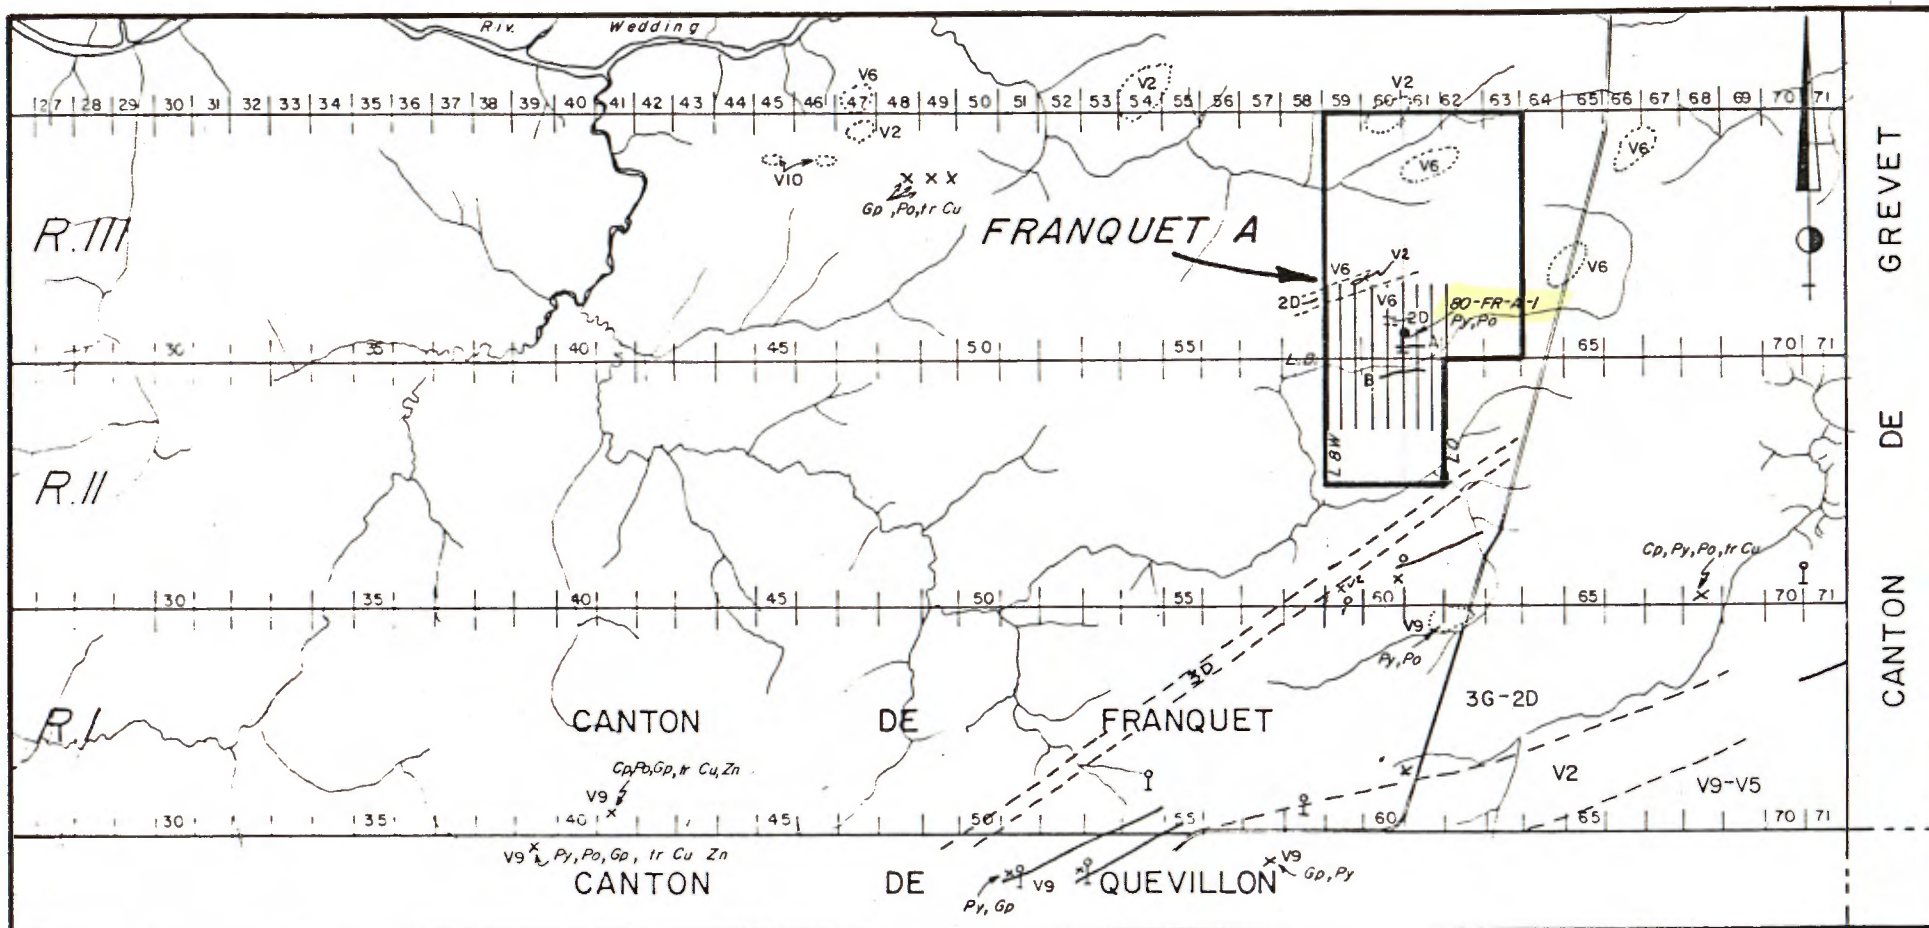 Riv. Wedding
V6
V2
V2
27 28 29 30 31 32 33 34 35 36 37 38 39 40 41 42 43 44 45 46 47 48 49 50 51 52 53 54 55 56 57 58 59 60 61 62 63 64 65 66 67 68 69 70 71
V2
V10
V6
V6
Gp, Po, tr Cu
R.III
FRANQUET A
V6
V2
V6
2D
V6
80-FR-A-1
2D
Py, Po
A
30 35 40 45 50 55 65 70 71
L.B.
B
L8W
L0
R.II
Cp, Py, Po, tr Cu
V2
30 35 40 45 50 55 60 65 70 71
V9
Py, Po
3D
3G-2D
R.I
CANTON DE FRANQUET
Cp, Po, Gp, tr Cu, Zn
V9
V2
V9-V5
30 35 40 45 50 55 60 65 70 71
V9 Py, Po, Gp, tr Cu Zn
V9
V9
Gp, Py
CANTON DE QUEVILLON
Py, Gp
CANTON DE GREVET